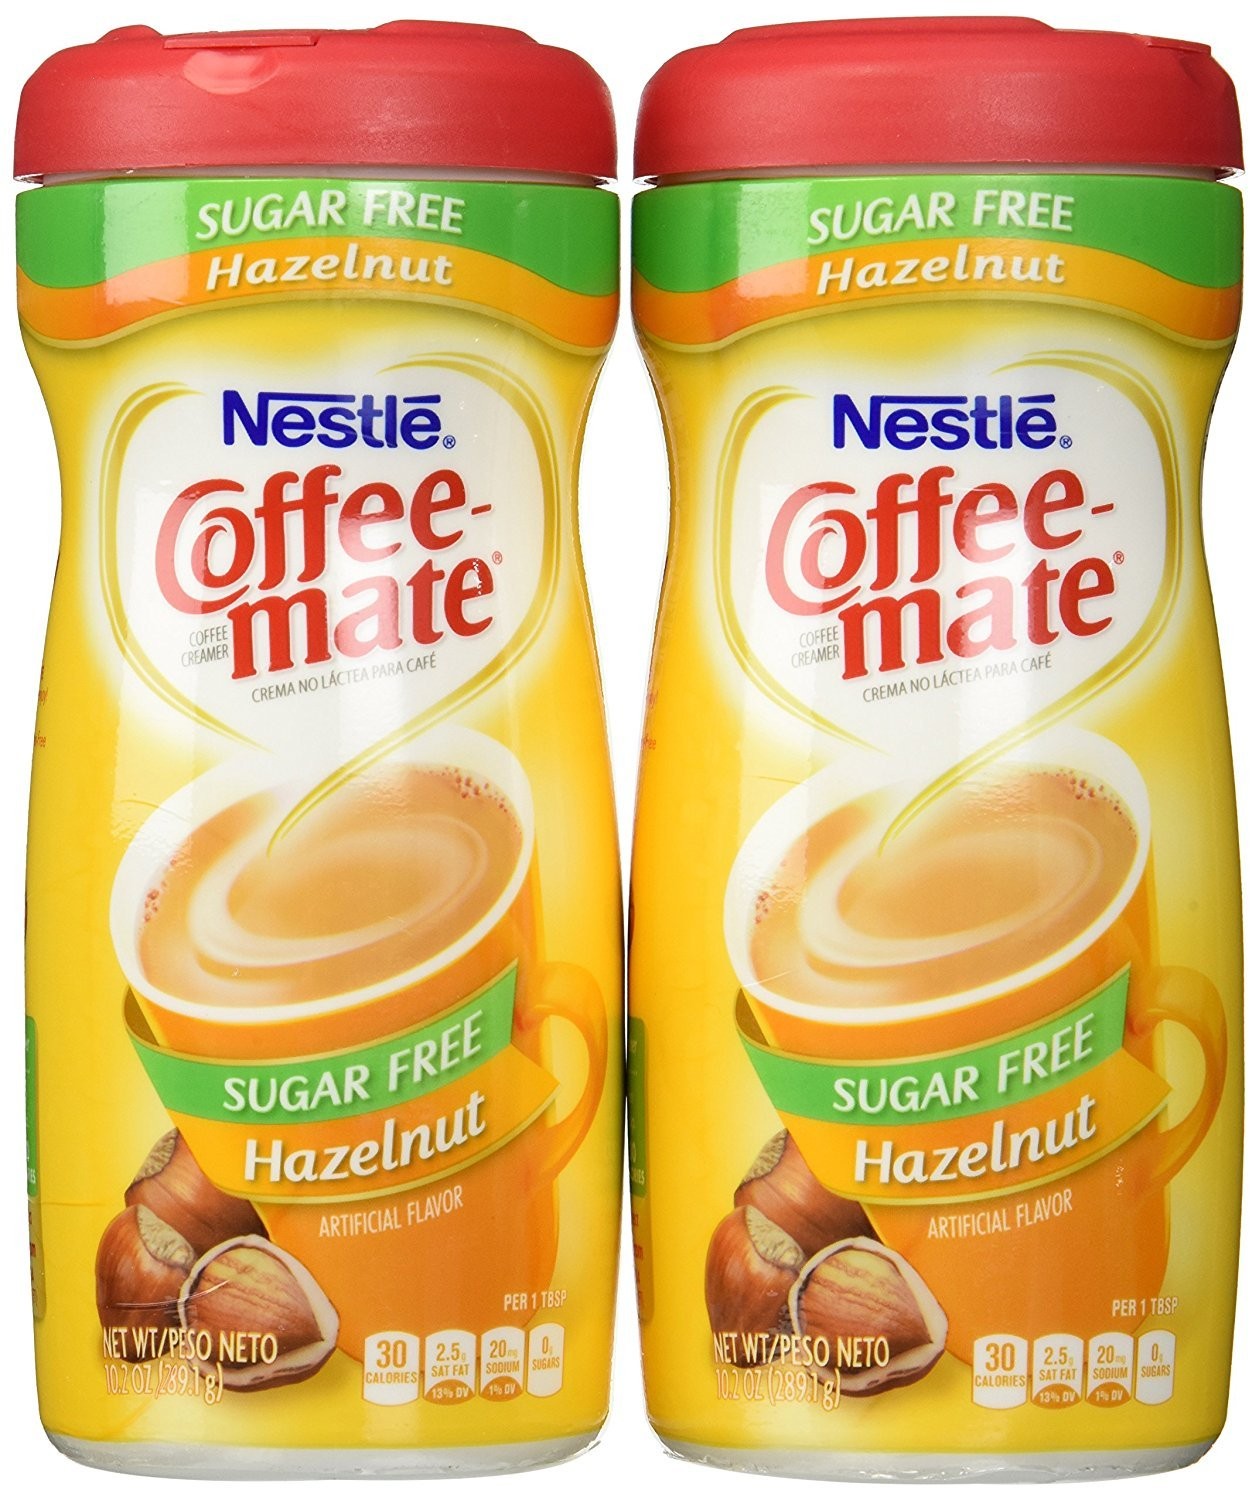 SUGAR FREE
Hazelnut
Nestlé®
Coffee-
mate®
COFFEE
CREAMER
CREMA NO LÁCTEA PARA CAFÉ
SUGAR FREE
Hazelnut
ARTIFICIAL FLAVOR
PER 1 TBSP
NET WT/PESO NETO
10.2 OZ (289.1 g)
30
CALORIES
2.5g
SAT FAT
13% DV
20mg
SODIUM
1% DV
0g
SUGARS
SUGAR FREE
Hazelnut
Nestlé®
Coffee-
mate®
COFFEE
CREAMER
CREMA NO LÁCTEA PARA CAFÉ
SUGAR FREE
Hazelnut
ARTIFICIAL FLAVOR
PER 1 TBSP
NET WT/PESO NETO
10.2 OZ (289.1 g)
30
CALORIES
2.5g
SAT FAT
13% DV
20mg
SODIUM
1% DV
0g
SUGARS